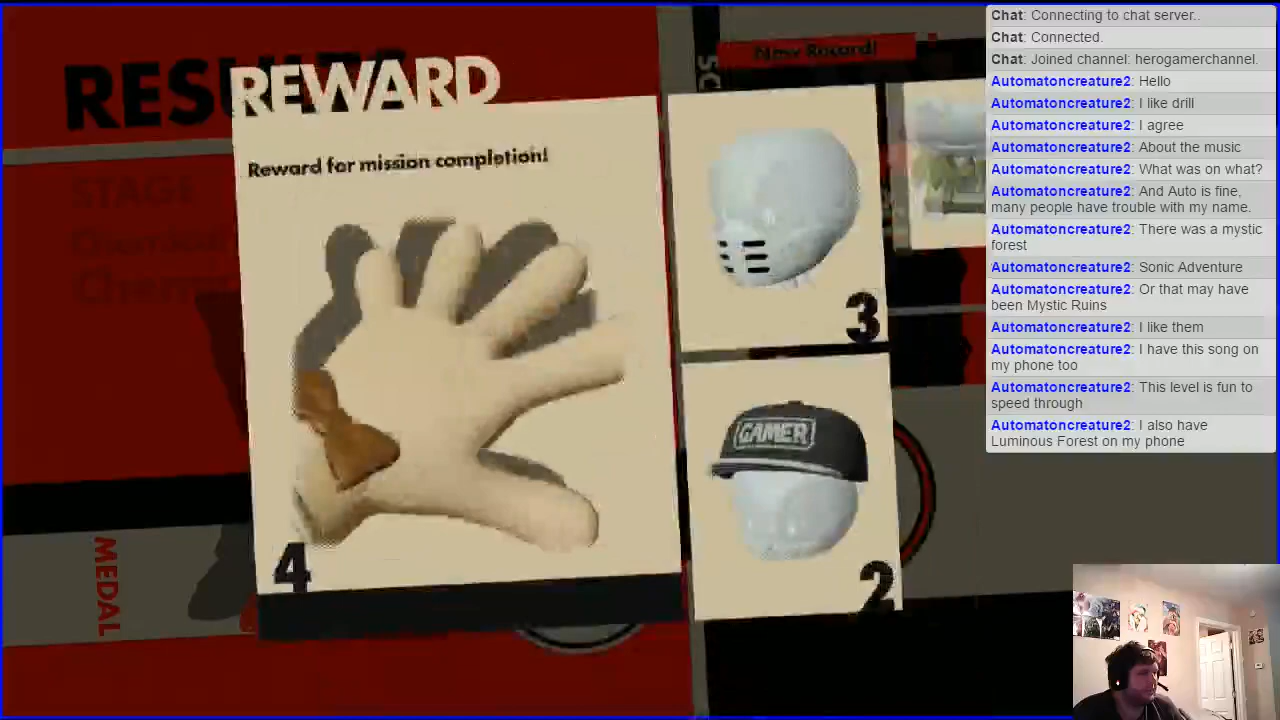 REWARD
New Record!
Reward for mission completion!
STAGE
3
GAMER
4
2
MEDAL
Chat: Connecting to chat server..
Chat: Connected.
Chat: Joined channel: herogamerchannel.
Automatoncreature2: Hello
Automatoncreature2: I like drill
Automatoncreature2: I agree
Automatoncreature2: About the music
Automatoncreature2: What was on what?
Automatoncreature2: And Auto is fine,
many people have trouble with my name.
Automatoncreature2: There was a mystic
forest
Automatoncreature2: Sonic Adventure
Automatoncreature2: Or that may have
been Mystic Ruins
Automatoncreature2: I like them
Automatoncreature2: I have this song on
my phone too
Automatoncreature2: This level is fun to
speed through
Automatoncreature2: I also have
Luminous Forest on my phone